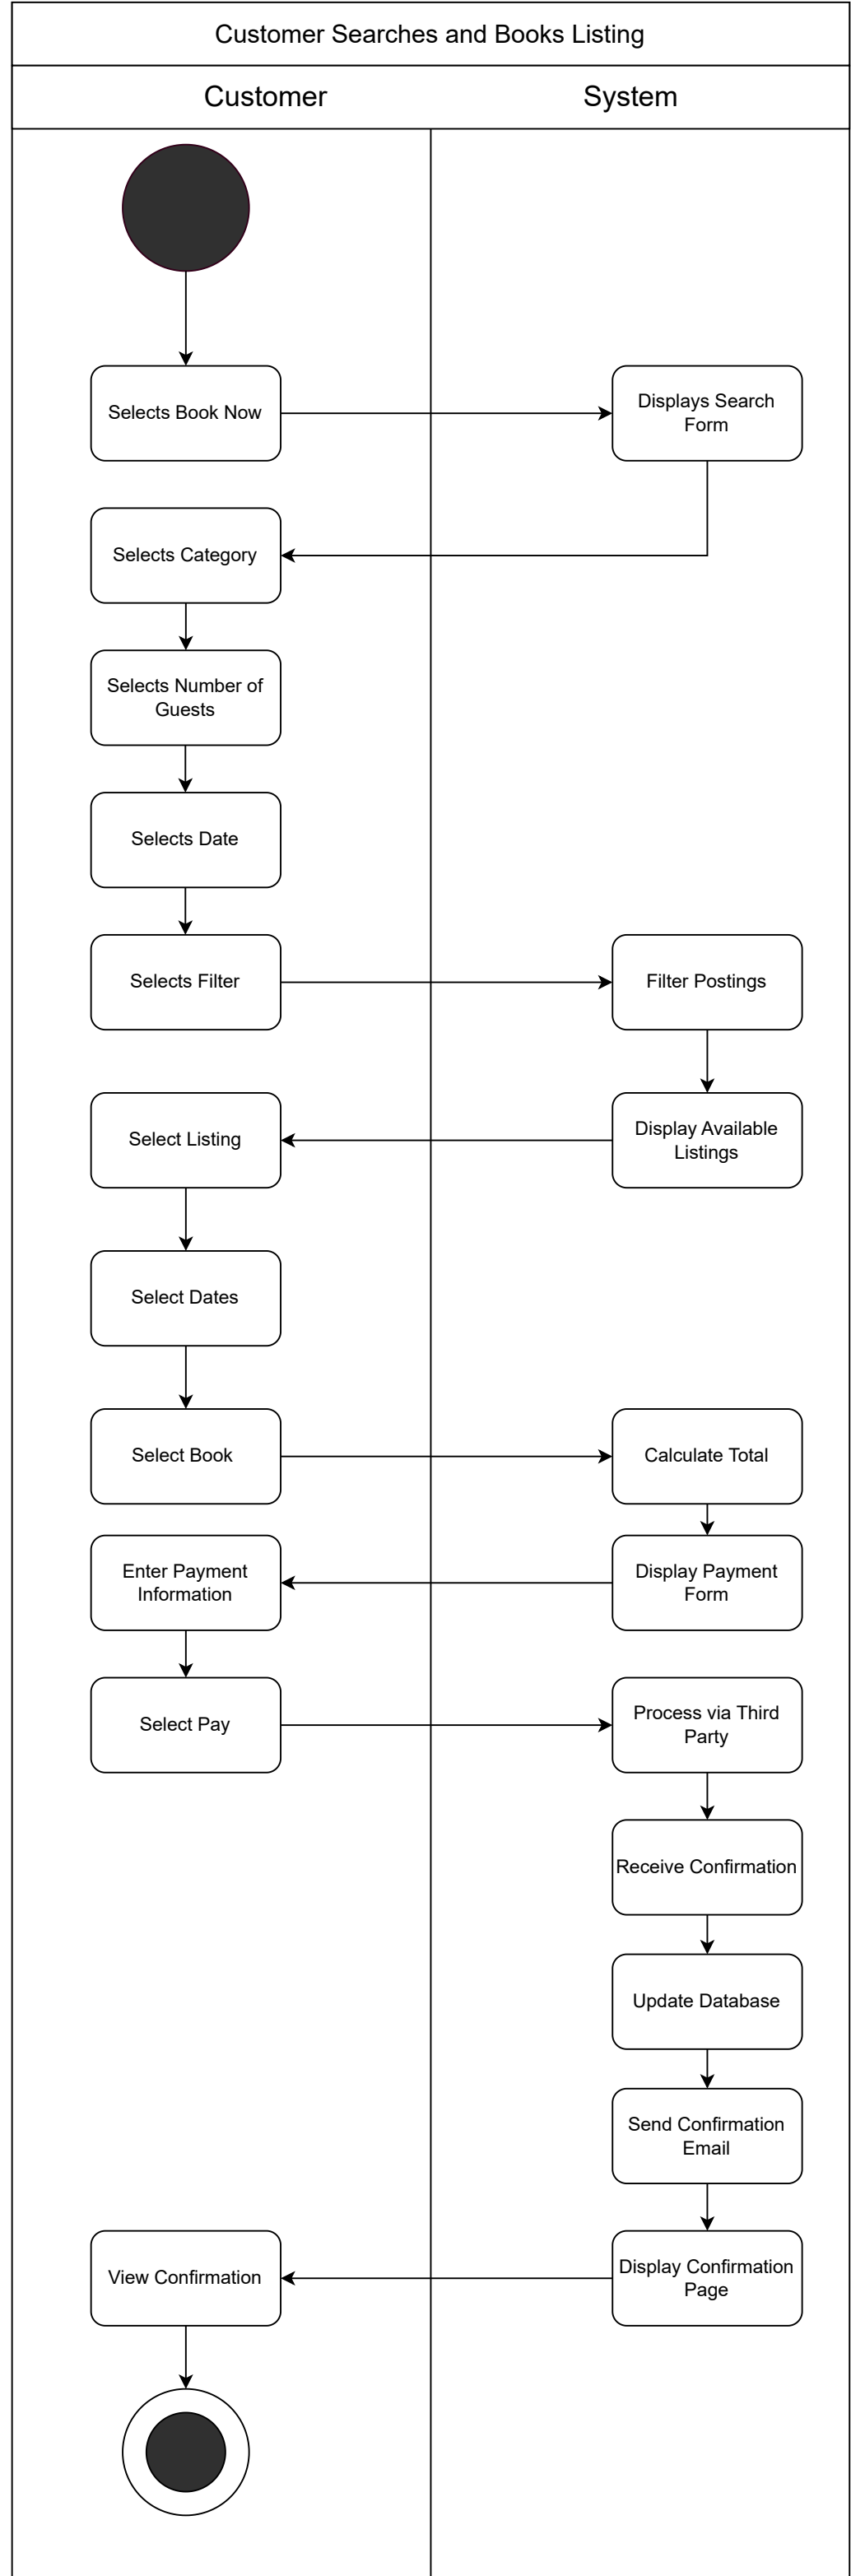 Customer Searches and Books Listing
Customer
System
Selects Book Now
Displays Search
Form
Selects Category
Selects Number of
Guests
Selects Date
Selects Filter
Filter Postings
Display Available
Listings
Select Listing
Select Dates
Select Book
Calculate Total
Display Payment
Form
Enter Payment
Information
Select Pay
Process via Third
Party
Receive Confirmation
Update Database
Send Confirmation
Email
Display Confirmation
Page
View Confirmation